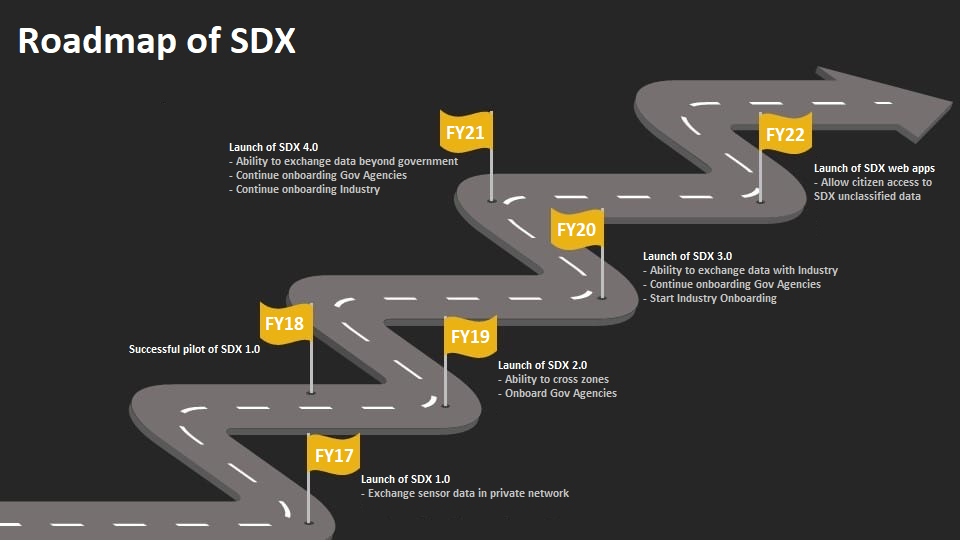 Roadmap of SDX
FY21
Launch of SDX 4.0
- Ability to exchange data beyond government
- Continue onboarding Gov Agencies
- Continue onboarding Industry
FY22
Launch of SDX web apps
- Allow citizen access to
SDX unclassified data
FY20
Launch of SDX 3.0
- Ability to exchange data with Industry
- Continue onboarding Gov Agencies
- Start Industry Onboarding
FY18
Successful pilot of SDX 1.0
FY19
Launch of SDX 2.0
- Ability to cross zones
- Onboard Gov Agencies
FY17
Launch of SDX 1.0
- Exchange sensor data in private network